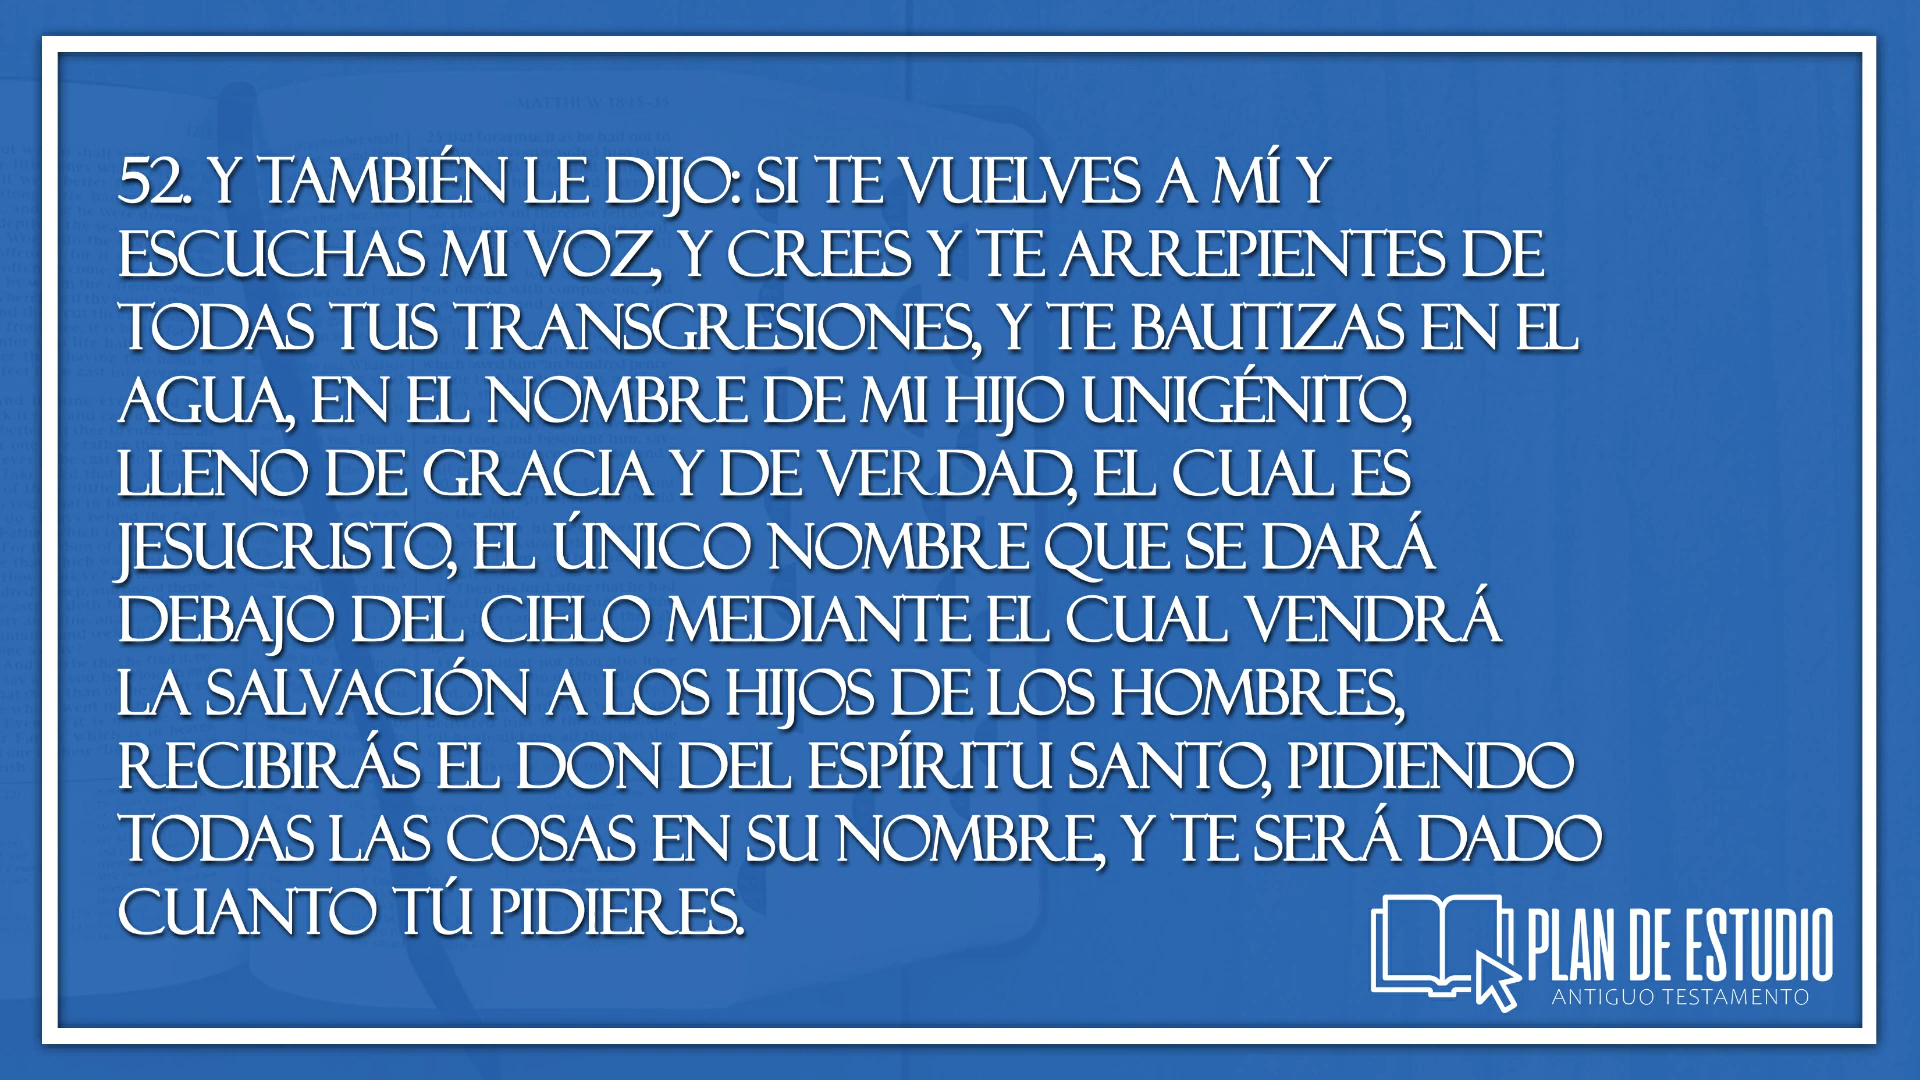 52. Y TAMBIÉN LE DIJO: SI TE VUELVES A MÍ Y
ESCUCHAS MI VOZ, Y CREES Y TE ARREPIENTES DE
TODAS TUS TRANSGRESIONES, Y TE BAUTIZAS EN EL
AGUA, EN EL NOMBRE DE MI HIJO UNIGÉNITO,
LLENO DE GRACIA Y DE VERDAD, EL CUAL ES
JESUCRISTO, EL ÚNICO NOMBRE QUE SE DARÁ
DEBAJO DEL CIELO MEDIANTE EL CUAL VENDRÁ
LA SALVACIÓN A LOS HIJOS DE LOS HOMBRES,
RECIBIRÁS EL DON DEL ESPÍRITU SANTO, PIDIENDO
TODAS LAS COSAS EN SU NOMBRE, Y TE SERÁ DADO
CUANTO TÚ PIDIERES.
PLAN DE ESTUDIO
ANTIGUO TESTAMENTO